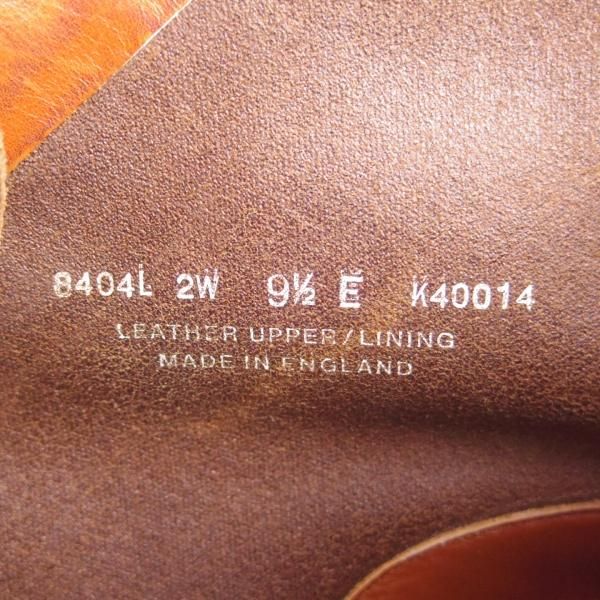 8404L 2W 9½ E K40014
LEATHER UPPER/LINING
MADE IN ENGLAND